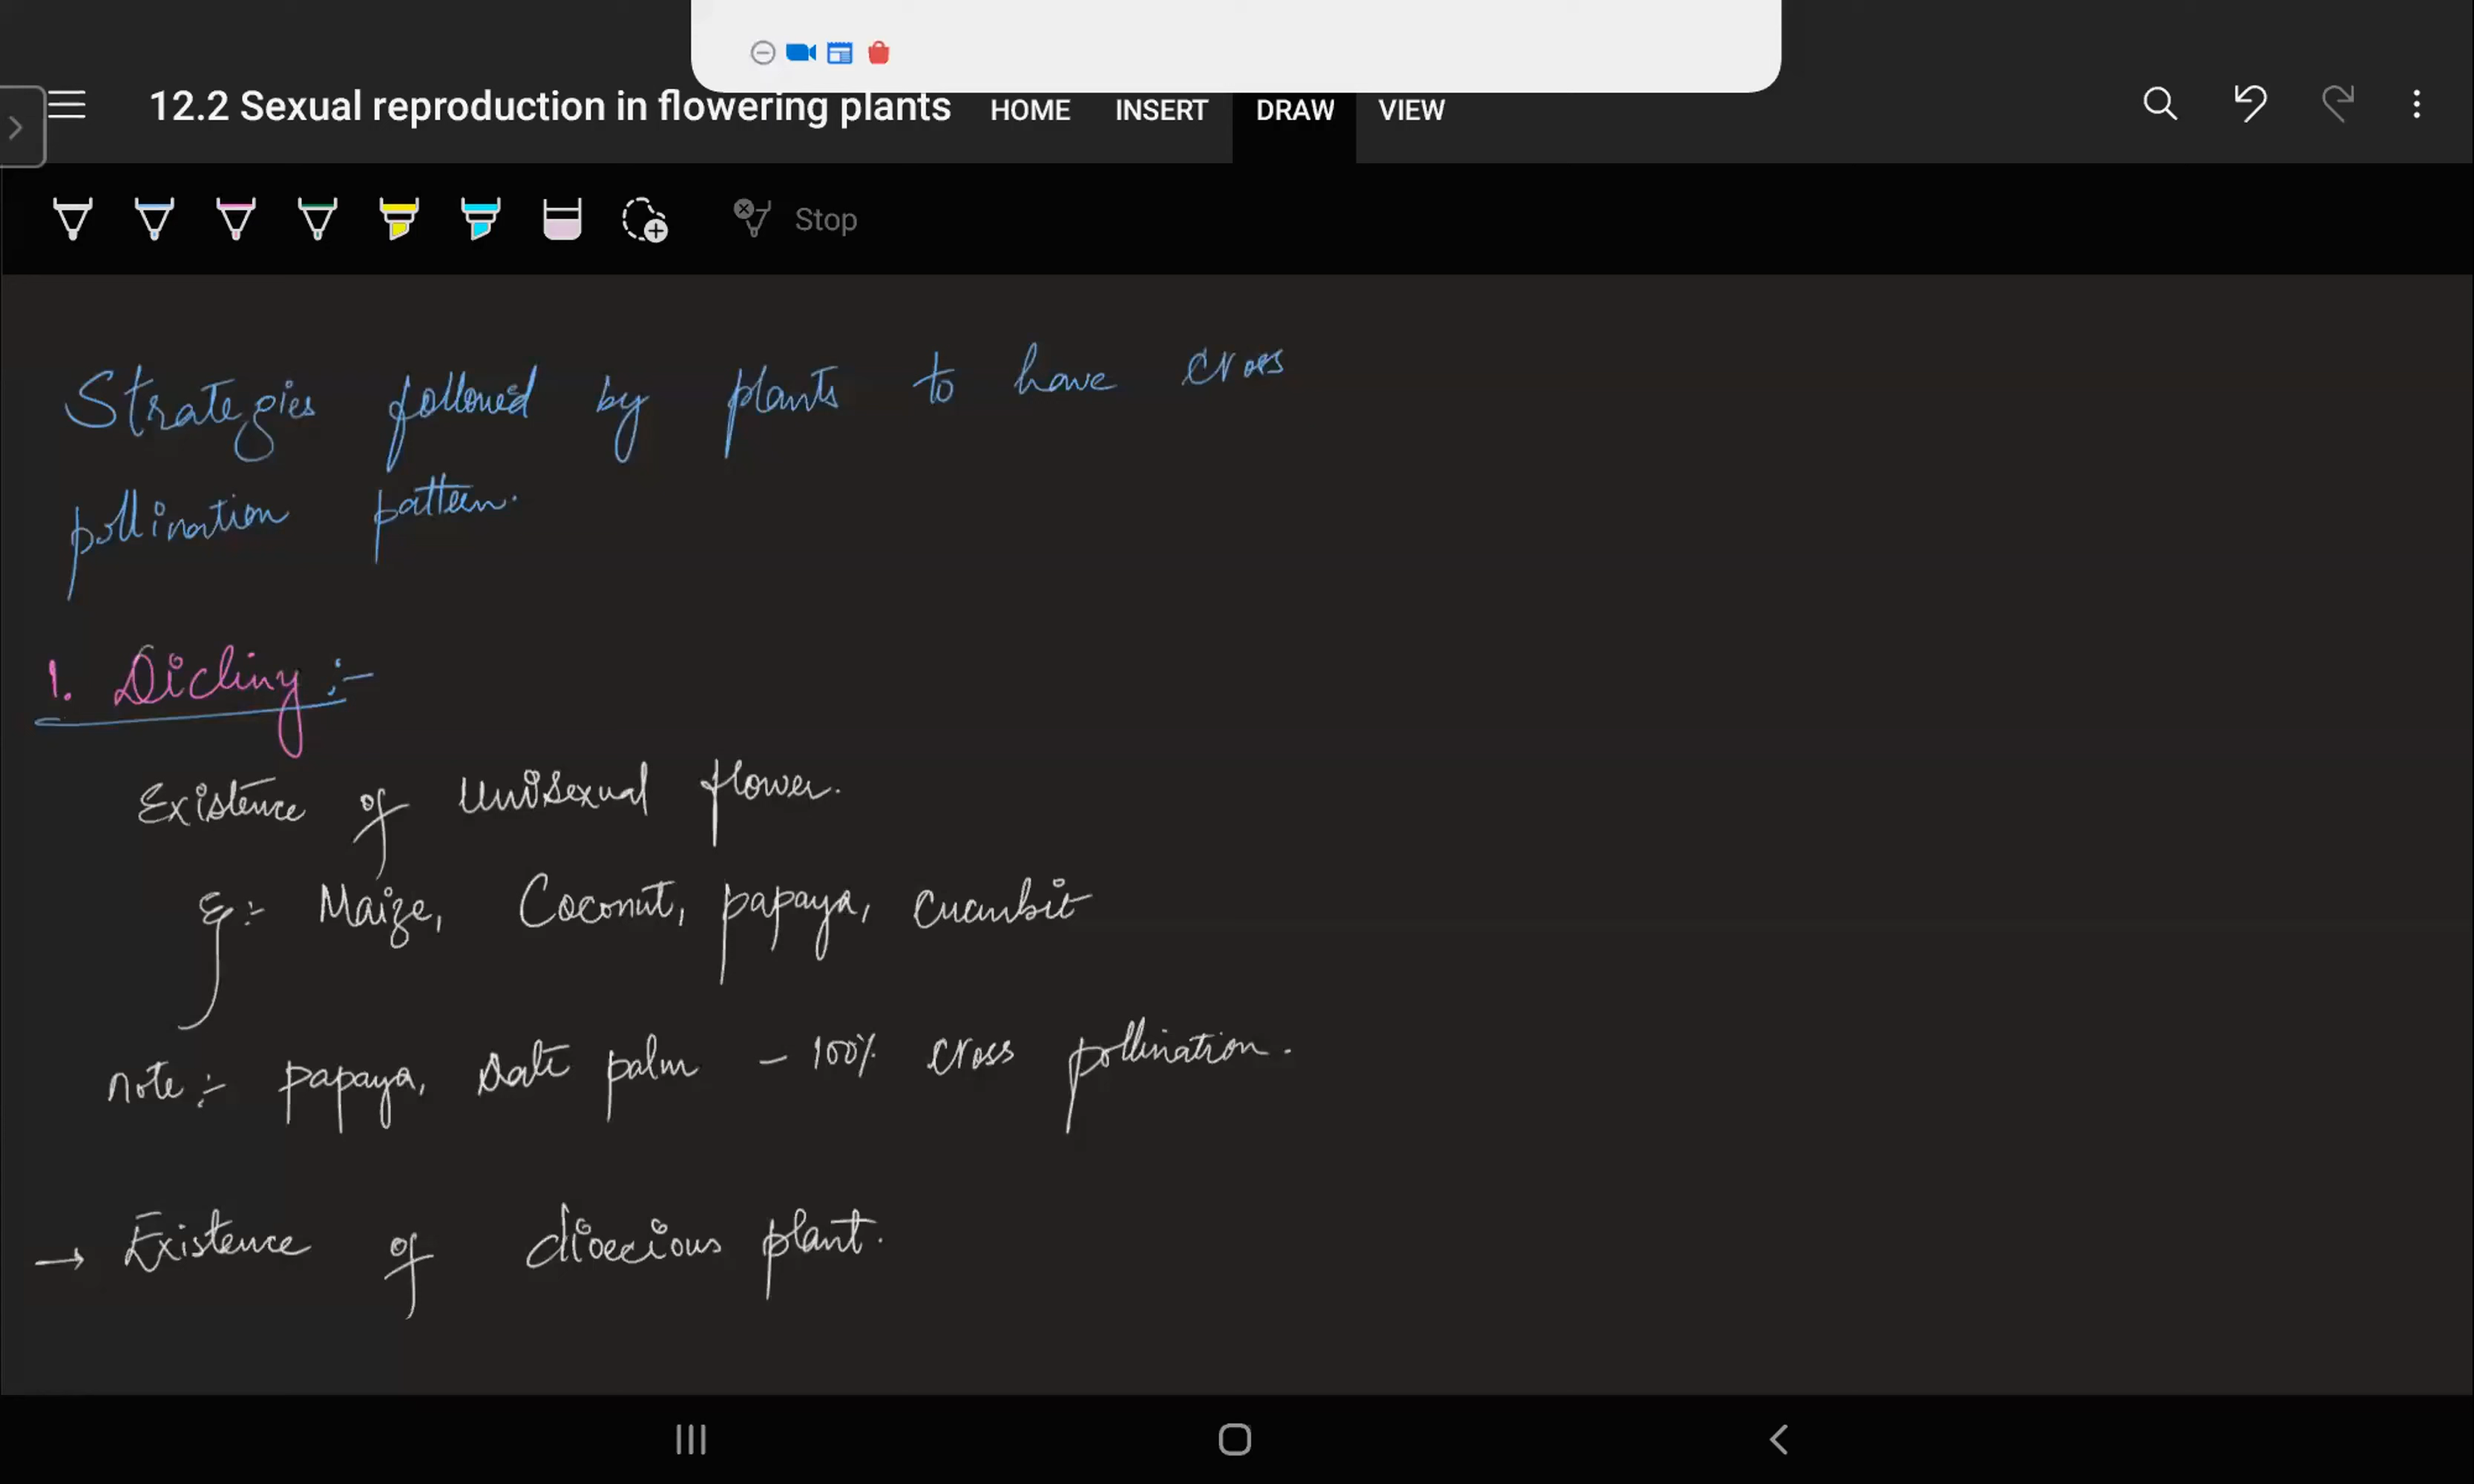 12.2 Sexual reproduction in flowering plants HOME INSERT DRAW VIEW
Stop
Strategies followed by plants to have cross
pollination pattern.
1. Dicliny :-
Existence of Unisexual flower.
Eg:- Maize, Coconut, papaya, cucurbit
note:- papaya, Date palm - 100% cross pollination.
→ Existence of dioecious plant.